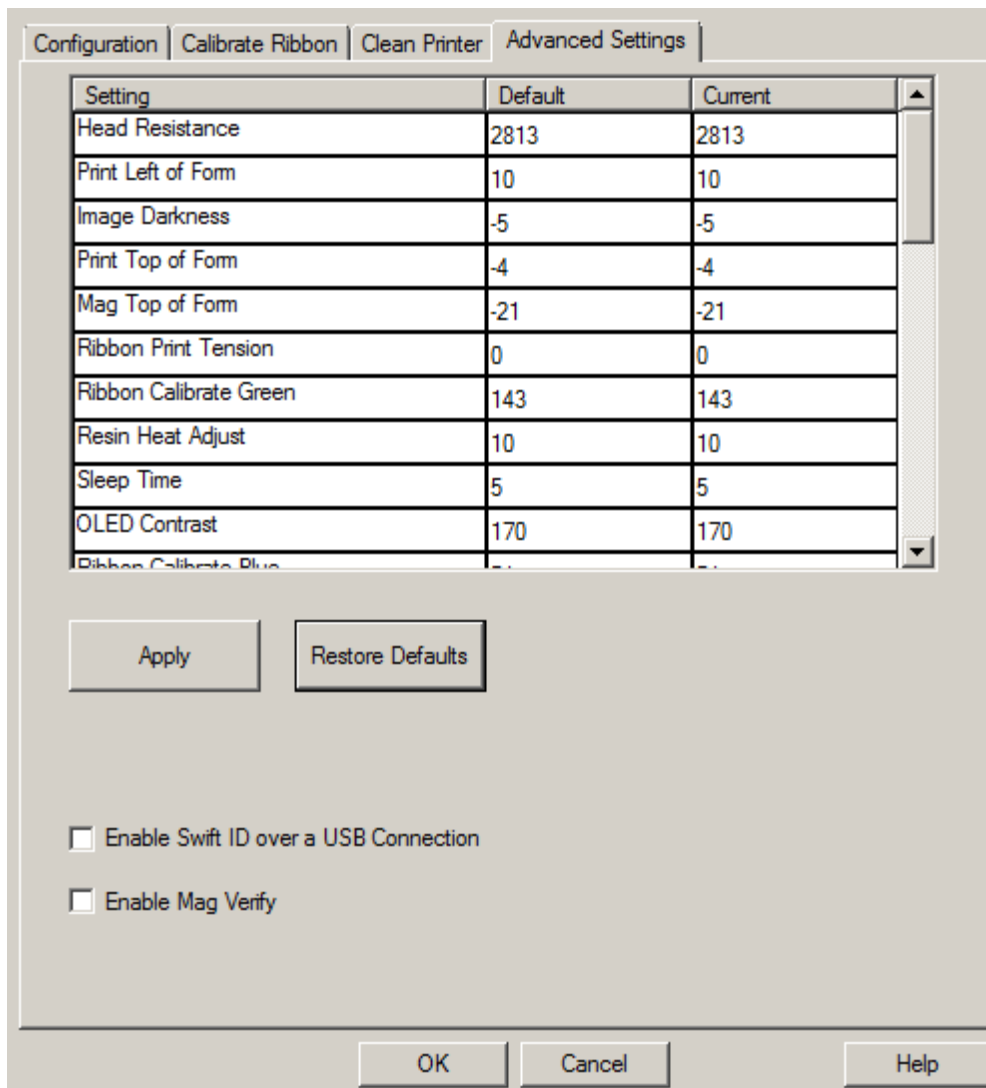 Configuration Calibrate Ribbon Clean Printer Advanced Settings
Setting Default Current
Head Resistance 2813 2813
Print Left of Form 10 10
Image Darkness -5 -5
Print Top of Form -4 -4
Mag Top of Form -21 -21
Ribbon Print Tension 0 0
Ribbon Calibrate Green 143 143
Resin Heat Adjust 10 10
Sleep Time 5 5
OLED Contrast 170 170
Ribbon Calibrate Blue
Apply Restore Defaults
Enable Swift ID over a USB Connection
Enable Mag Verify
OK Cancel Help